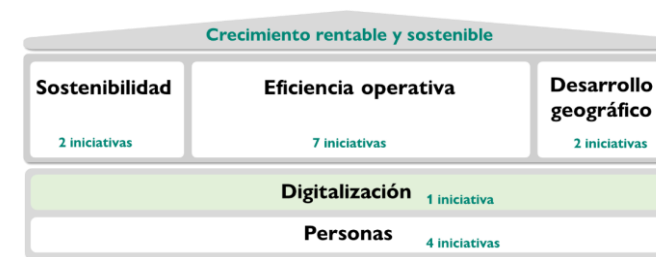 Crecimiento rentable y sostenible
Sostenibilidad
2 iniciativas
Eficiencia operativa
7 iniciativas
Desarrollo
geográfico
2 iniciativas
Digitalización 1 iniciativa
Personas 4 iniciativas